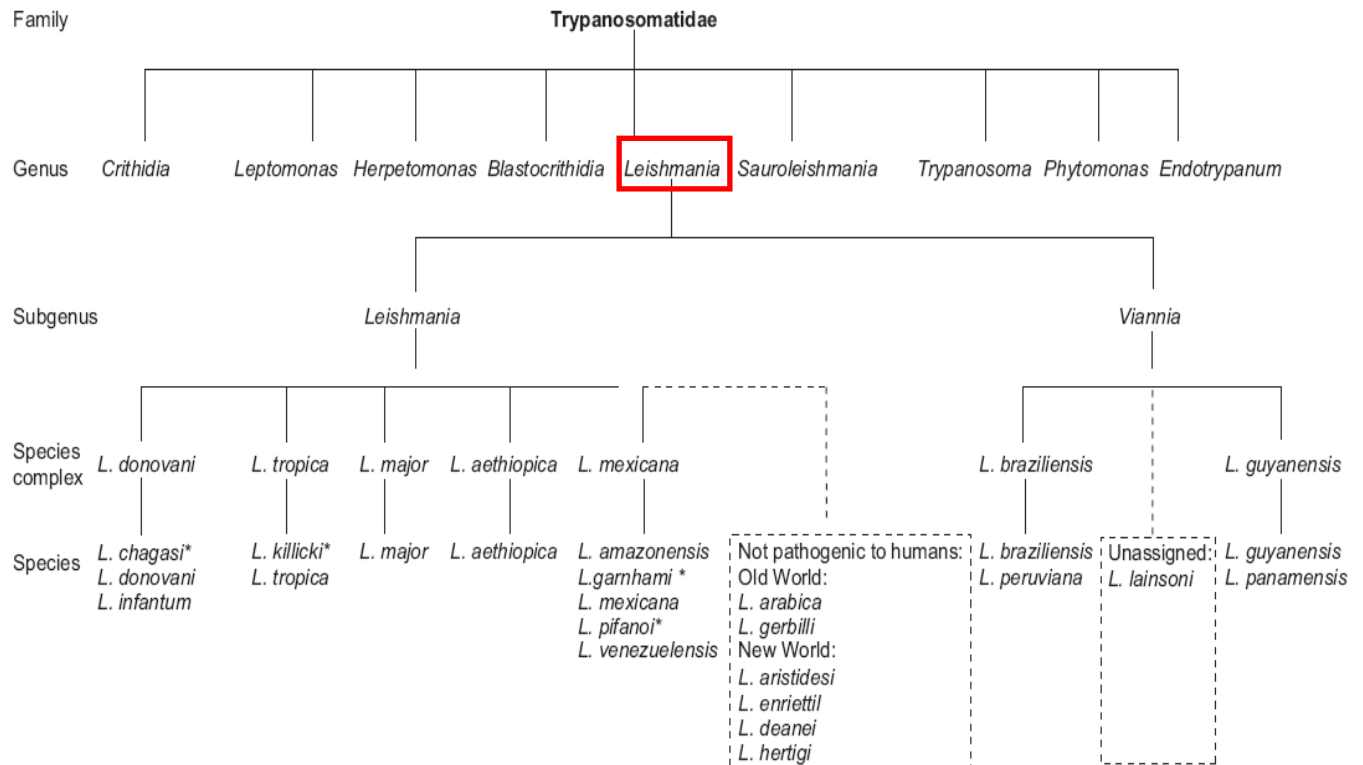 Family Trypanosomatidae
Genus Crithidia Leptomonas Herpetomonas Blastocrithidia Leishmania Sauroleishmania Trypanosoma Phytomonas Endotrypanum
Subgenus Leishmania Viannia
Species complex L. donovani L. tropica L. major L. aethiopica L. mexicana L. braziliensis L. guyanensis
Species
L. chagasi*
L. donovani
L. infantum
L. killicki*
L. tropica
L. major
L. aethiopica
L. amazonensis
L.garnhami *
L. mexicana
L. pifanoi*
L. venezuelensis
Not pathogenic to humans:
Old World:
L. arabica
L. gerbilli
New World:
L. aristidesi
L. enriettil
L. deanei
L. hertigi
L. braziliensis
L. peruviana
Unassigned:
L. lainsoni
L. guyanensis
L. panamensis